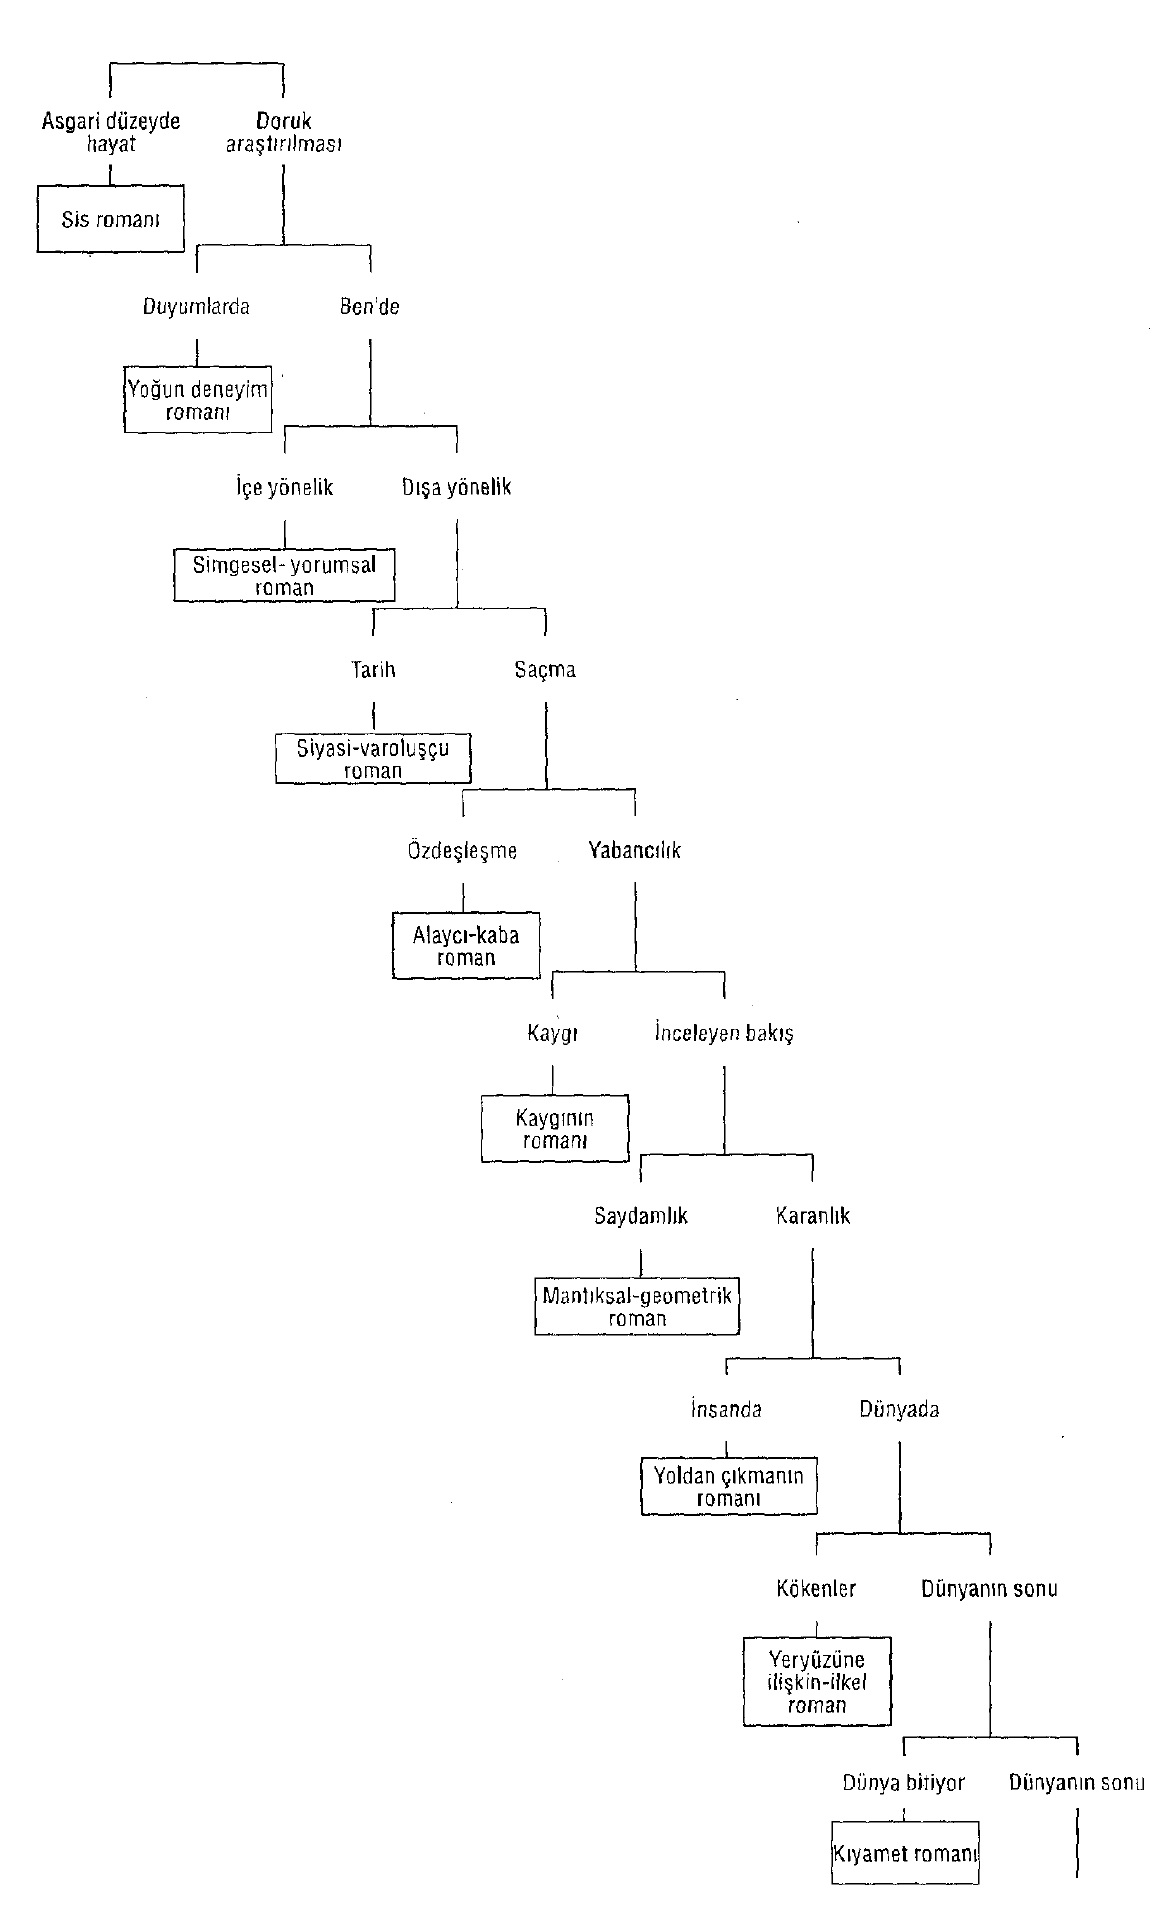 Asgari düzeyde
hayat
Doruk
araştırılması
Sis romanı
Duyumlarda
Ben'de
Yoğun deneyim
romanı
İçe yönelik
Dışa yönelik
Simgesel-yorumsal
roman
Tarih
Saçma
Siyasi-varoluşçu
roman
Özdeşleşme
Yabancılık
Alaycı-kaba
roman
Kaygı
İnceleyen bakış
Kaygının
romanı
Saydamlık
Karanlık
Mantıksal-geometrik
roman
İnsanda
Dünyada
Yoldan çıkmanın
romanı
Kökenler
Dünyanın sonu
Yeryüzüne
ilişkin-ilkel
roman
Dünya bitiyor
Dünyanın sonu
Kıyamet romanı